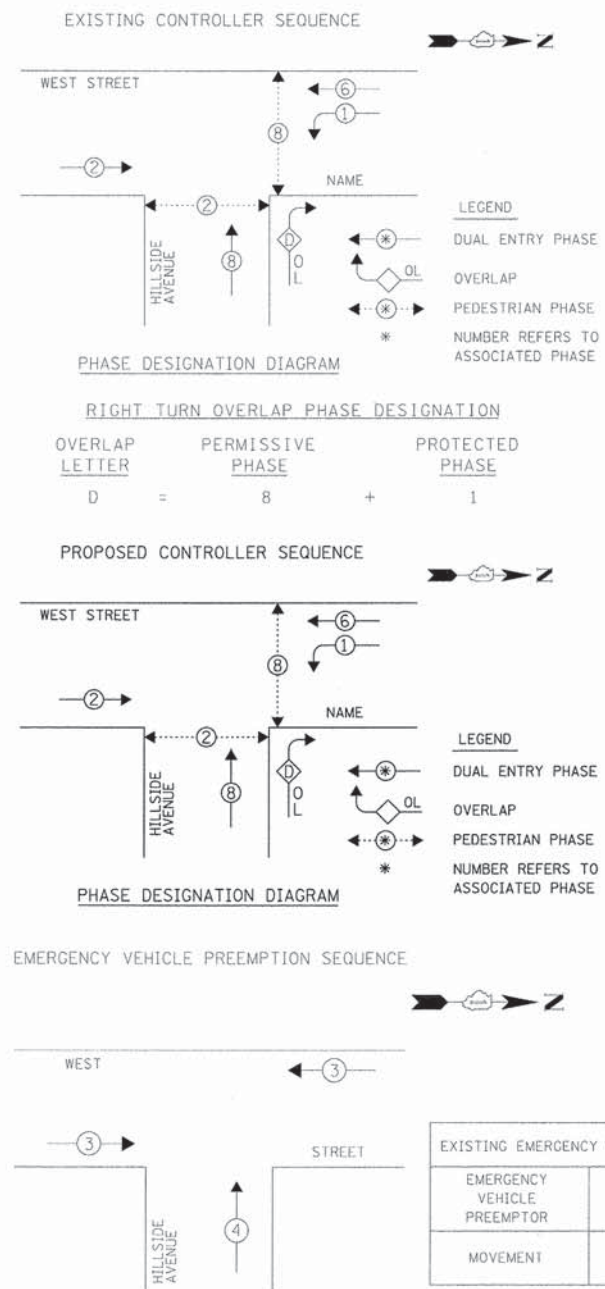 EXISTING CONTROLLER SEQUENCE
Z
WEST STREET
6
1
8
2
NAME
2
HILLSIDE
AVENUE
8
D
OL
LEGEND
* DUAL ENTRY PHASE
OL OVERLAP
* PEDESTRIAN PHASE
* NUMBER REFERS TO
ASSOCIATED PHASE
PHASE DESIGNATION DIAGRAM
RIGHT TURN OVERLAP PHASE DESIGNATION
OVERLAP PERMISSIVE PROTECTED
LETTER PHASE PHASE
D = 8 + 1
PROPOSED CONTROLLER SEQUENCE
Z
WEST STREET
6
1
8
2
NAME
2
HILLSIDE
AVENUE
8
D
OL
LEGEND
* DUAL ENTRY PHASE
OL OVERLAP
* PEDESTRIAN PHASE
* NUMBER REFERS TO
ASSOCIATED PHASE
PHASE DESIGNATION DIAGRAM
EMERGENCY VEHICLE PREEMPTION SEQUENCE
Z
WEST
3
3
STREET
4
HILLSIDE
AVENUE
EXISTING EMERGENCY
EMERGENCY
VEHICLE
PREEMPTOR
MOVEMENT